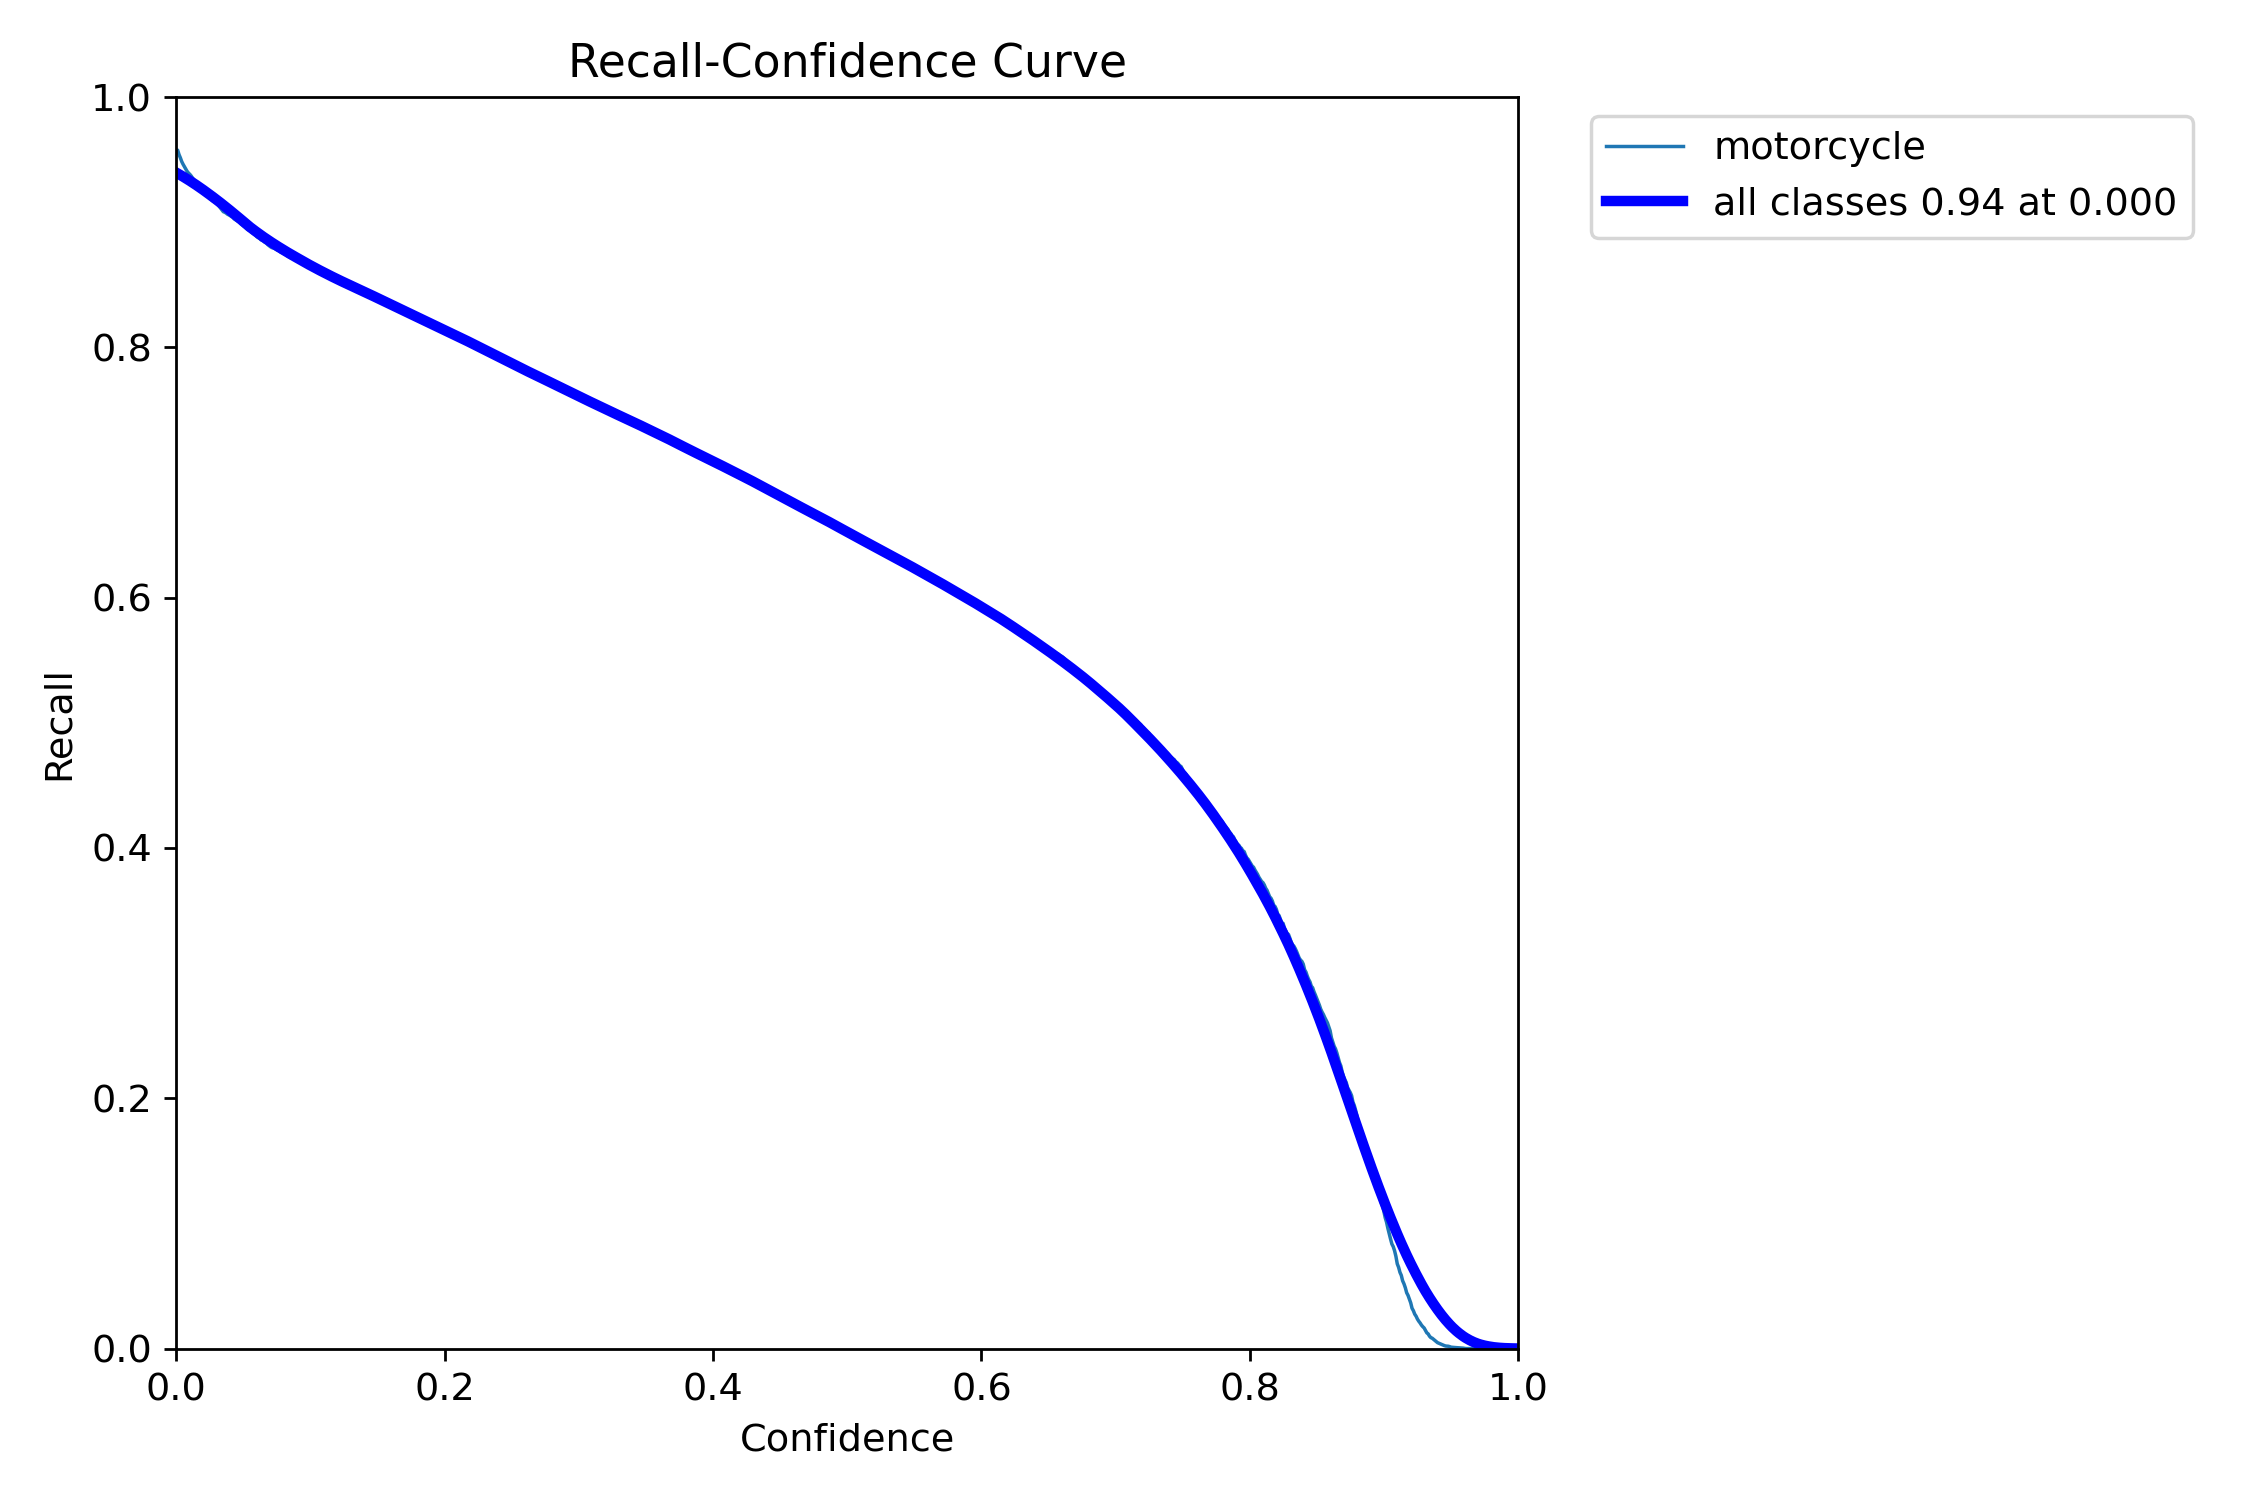 Recall-Confidence Curve
1.0
0.8
0.6
0.4
0.2
0.0
Recall
0.0 0.2 0.4 0.6 0.8 1.0
Confidence
motorcycle
all classes 0.94 at 0.000